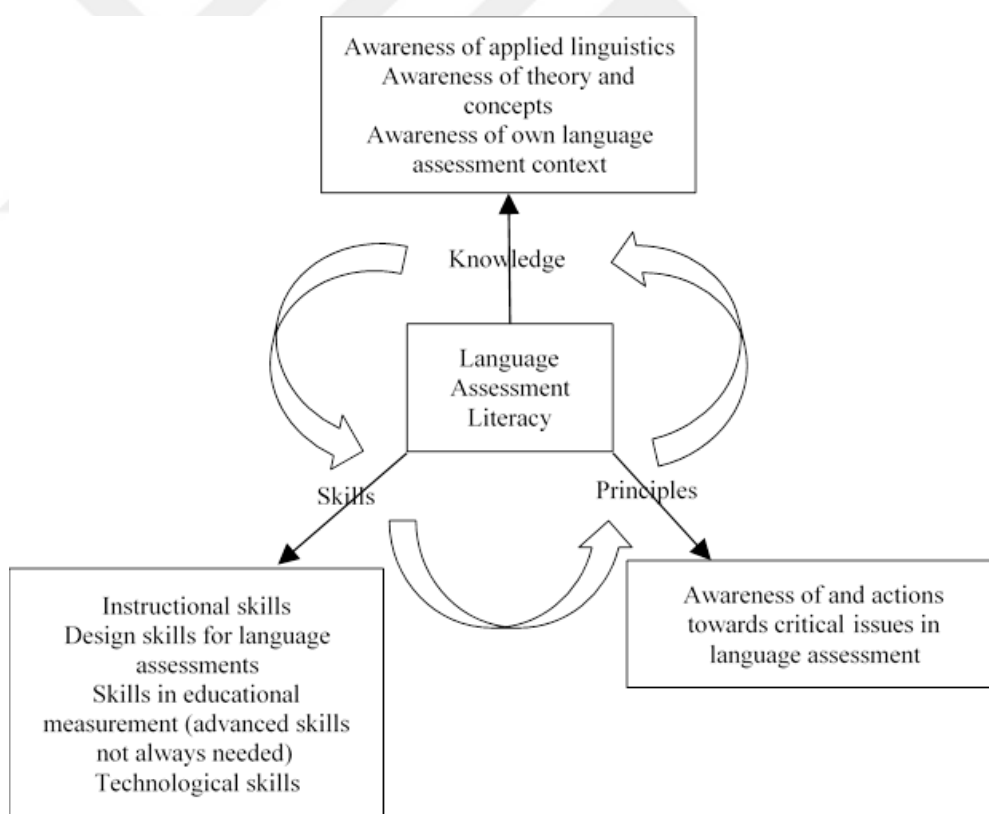 Awareness of applied linguistics
Awareness of theory and
concepts
Awareness of own language
assessment context
Knowledge
Language
Assessment
Literacy
Skills
Principles
Instructional skills
Design skills for language
assessments
Skills in educational
measurement (advanced skills
not always needed)
Technological skills
Awareness of and actions
towards critical issues in
language assessment